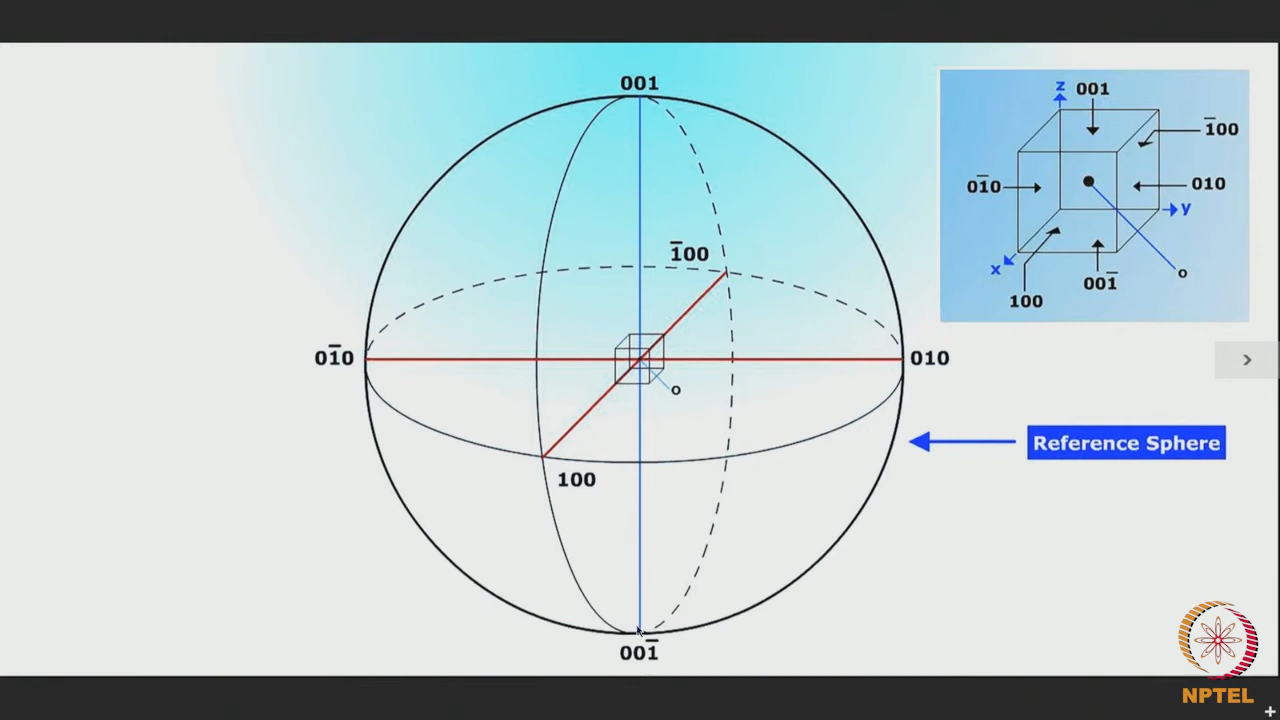 001
1̅00
01̅0
010
o
100
001̅
Reference Sphere
z
001
1̅00
01̅0
010
y
x
o
001̅
100
NPTEL